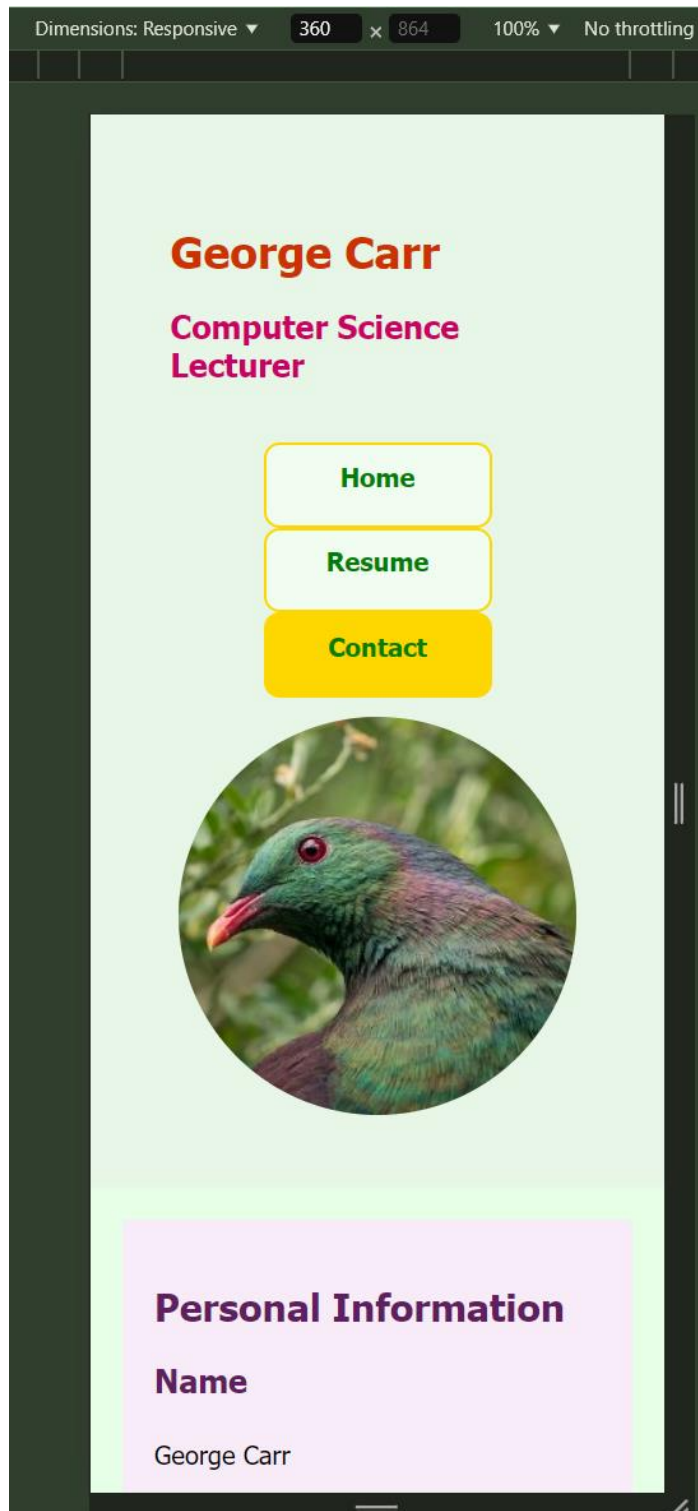 Dimensions: Responsive ▼ 360 × 864 100% ▼ No throttling
George Carr
Computer Science
Lecturer
Home
Resume
Contact
Personal Information
Name
George Carr